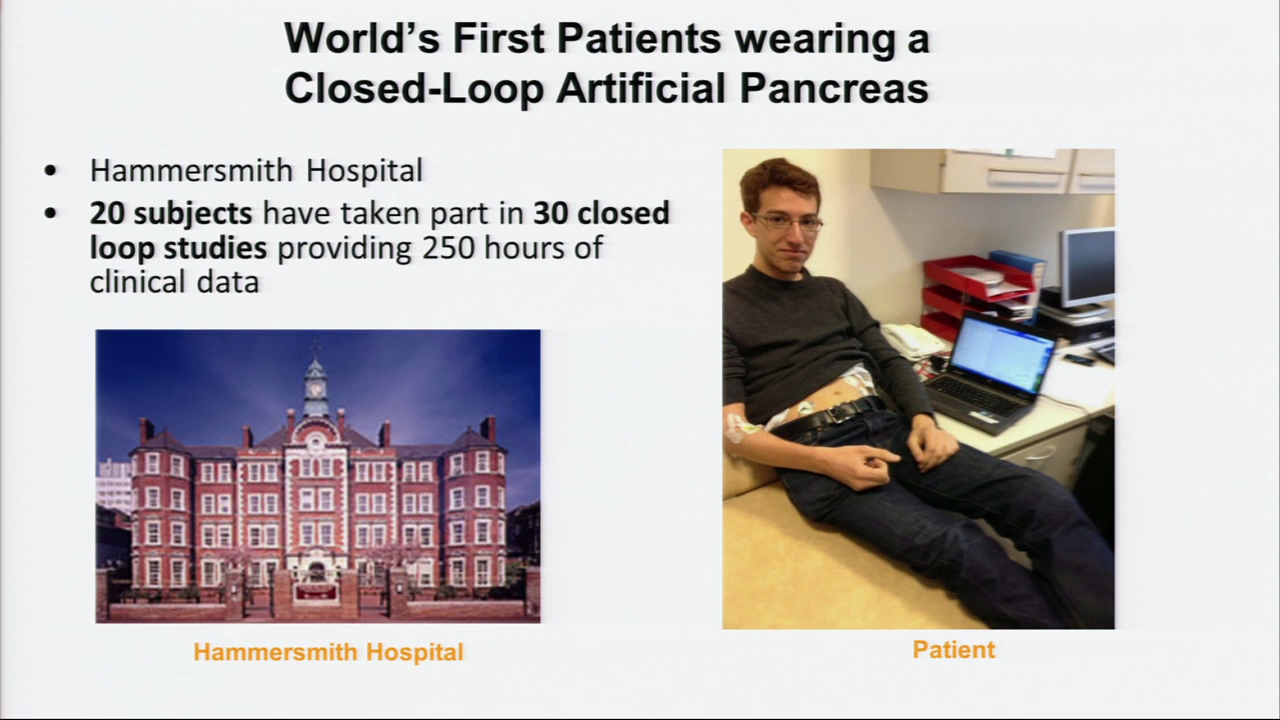 World's First Patients wearing a
Closed-Loop Artificial Pancreas
• Hammersmith Hospital
• 20 subjects have taken part in 30 closed
loop studies providing 250 hours of
clinical data
Hammersmith Hospital
Patient